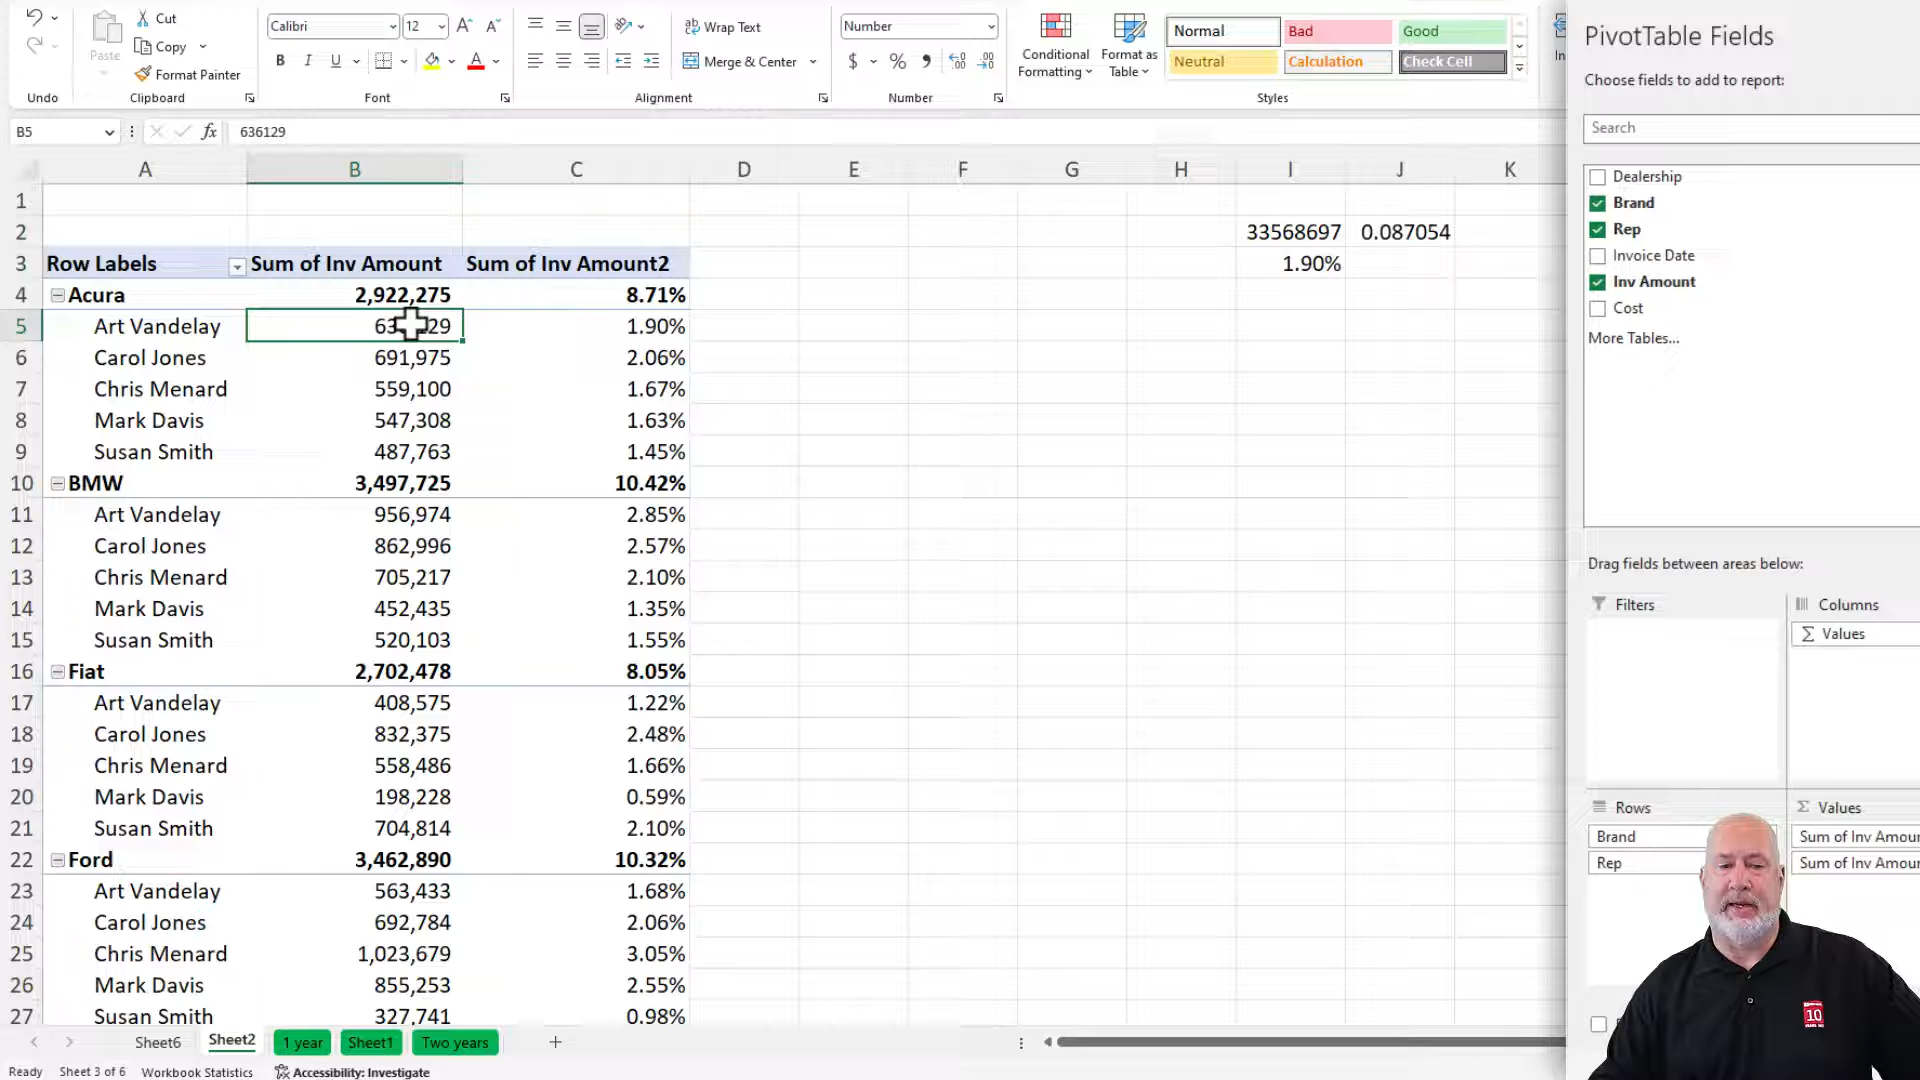 Cut
Calibri 12
Wrap Text
Number
Normal Bad Good
PivotTable Fields
Paste
Copy
Merge & Center
Conditional Formatting
Format as Table
Neutral Calculation Check Cell
Format Painter
Choose fields to add to report:
Undo Clipboard Font Alignment Number Styles
B5 fx 636129
Search
A B C D E F G H I J K
1
2 33568697 0.087054
3 Row Labels Sum of Inv Amount Sum of Inv Amount2 1.90%
4 Acura 2,922,275 8.71%
5 Art Vandelay 1.90%
6 Carol Jones 691,975 2.06%
7 Chris Menard 559,100 1.67%
8 Mark Davis 547,308 1.63%
9 Susan Smith 487,763 1.45%
10 BMW 3,497,725 10.42%
11 Art Vandelay 956,974 2.85%
12 Carol Jones 862,996 2.57%
13 Chris Menard 705,217 2.10%
14 Mark Davis 452,435 1.35%
15 Susan Smith 520,103 1.55%
16 Fiat 2,702,478 8.05%
17 Art Vandelay 408,575 1.22%
18 Carol Jones 832,375 2.48%
19 Chris Menard 558,486 1.66%
20 Mark Davis 198,228 0.59%
21 Susan Smith 704,814 2.10%
22 Ford 3,462,890 10.32%
23 Art Vandelay 563,433 1.68%
24 Carol Jones 692,784 2.06%
25 Chris Menard 1,023,679 3.05%
26 Mark Davis 855,253 2.55%
27 Susan Smith 327,741 0.98%
Dealership
Brand
Rep
Invoice Date
Inv Amount
Cost
More Tables...
Drag fields between areas below:
Filters
Columns
Σ Values
Rows
Σ Values
Brand
Sum of Inv Amour
Rep
Sum of Inv Amour
10
Sheet6 Sheet2 1 year Sheet1 Two years
Ready Sheet 3 of 6 Workbook Statistics Accessibility: Investigate